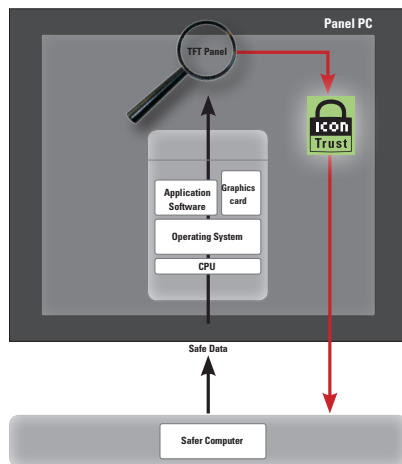 Panel PC
TFT Panel
icon
Trust
Application
Software
Graphics
card
Operating System
CPU
Safe Data
Safer Computer